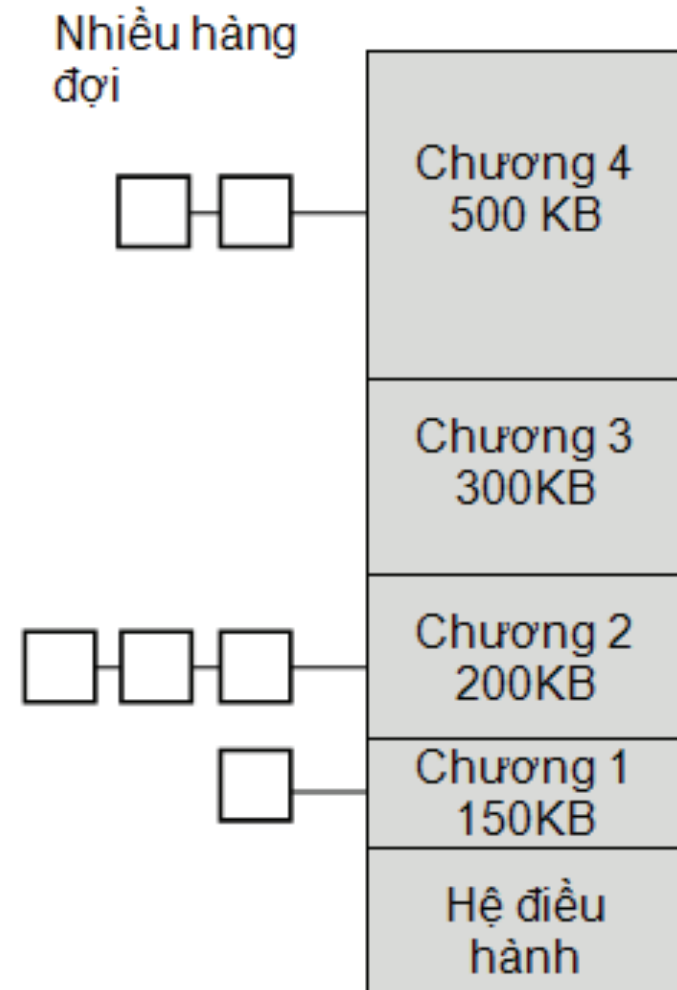 Nhiều hàng
đợi
Chương 4
500 KB
Chương 3
300KB
Chương 2
200KB
Chương 1
150KB
Hệ điều
hành